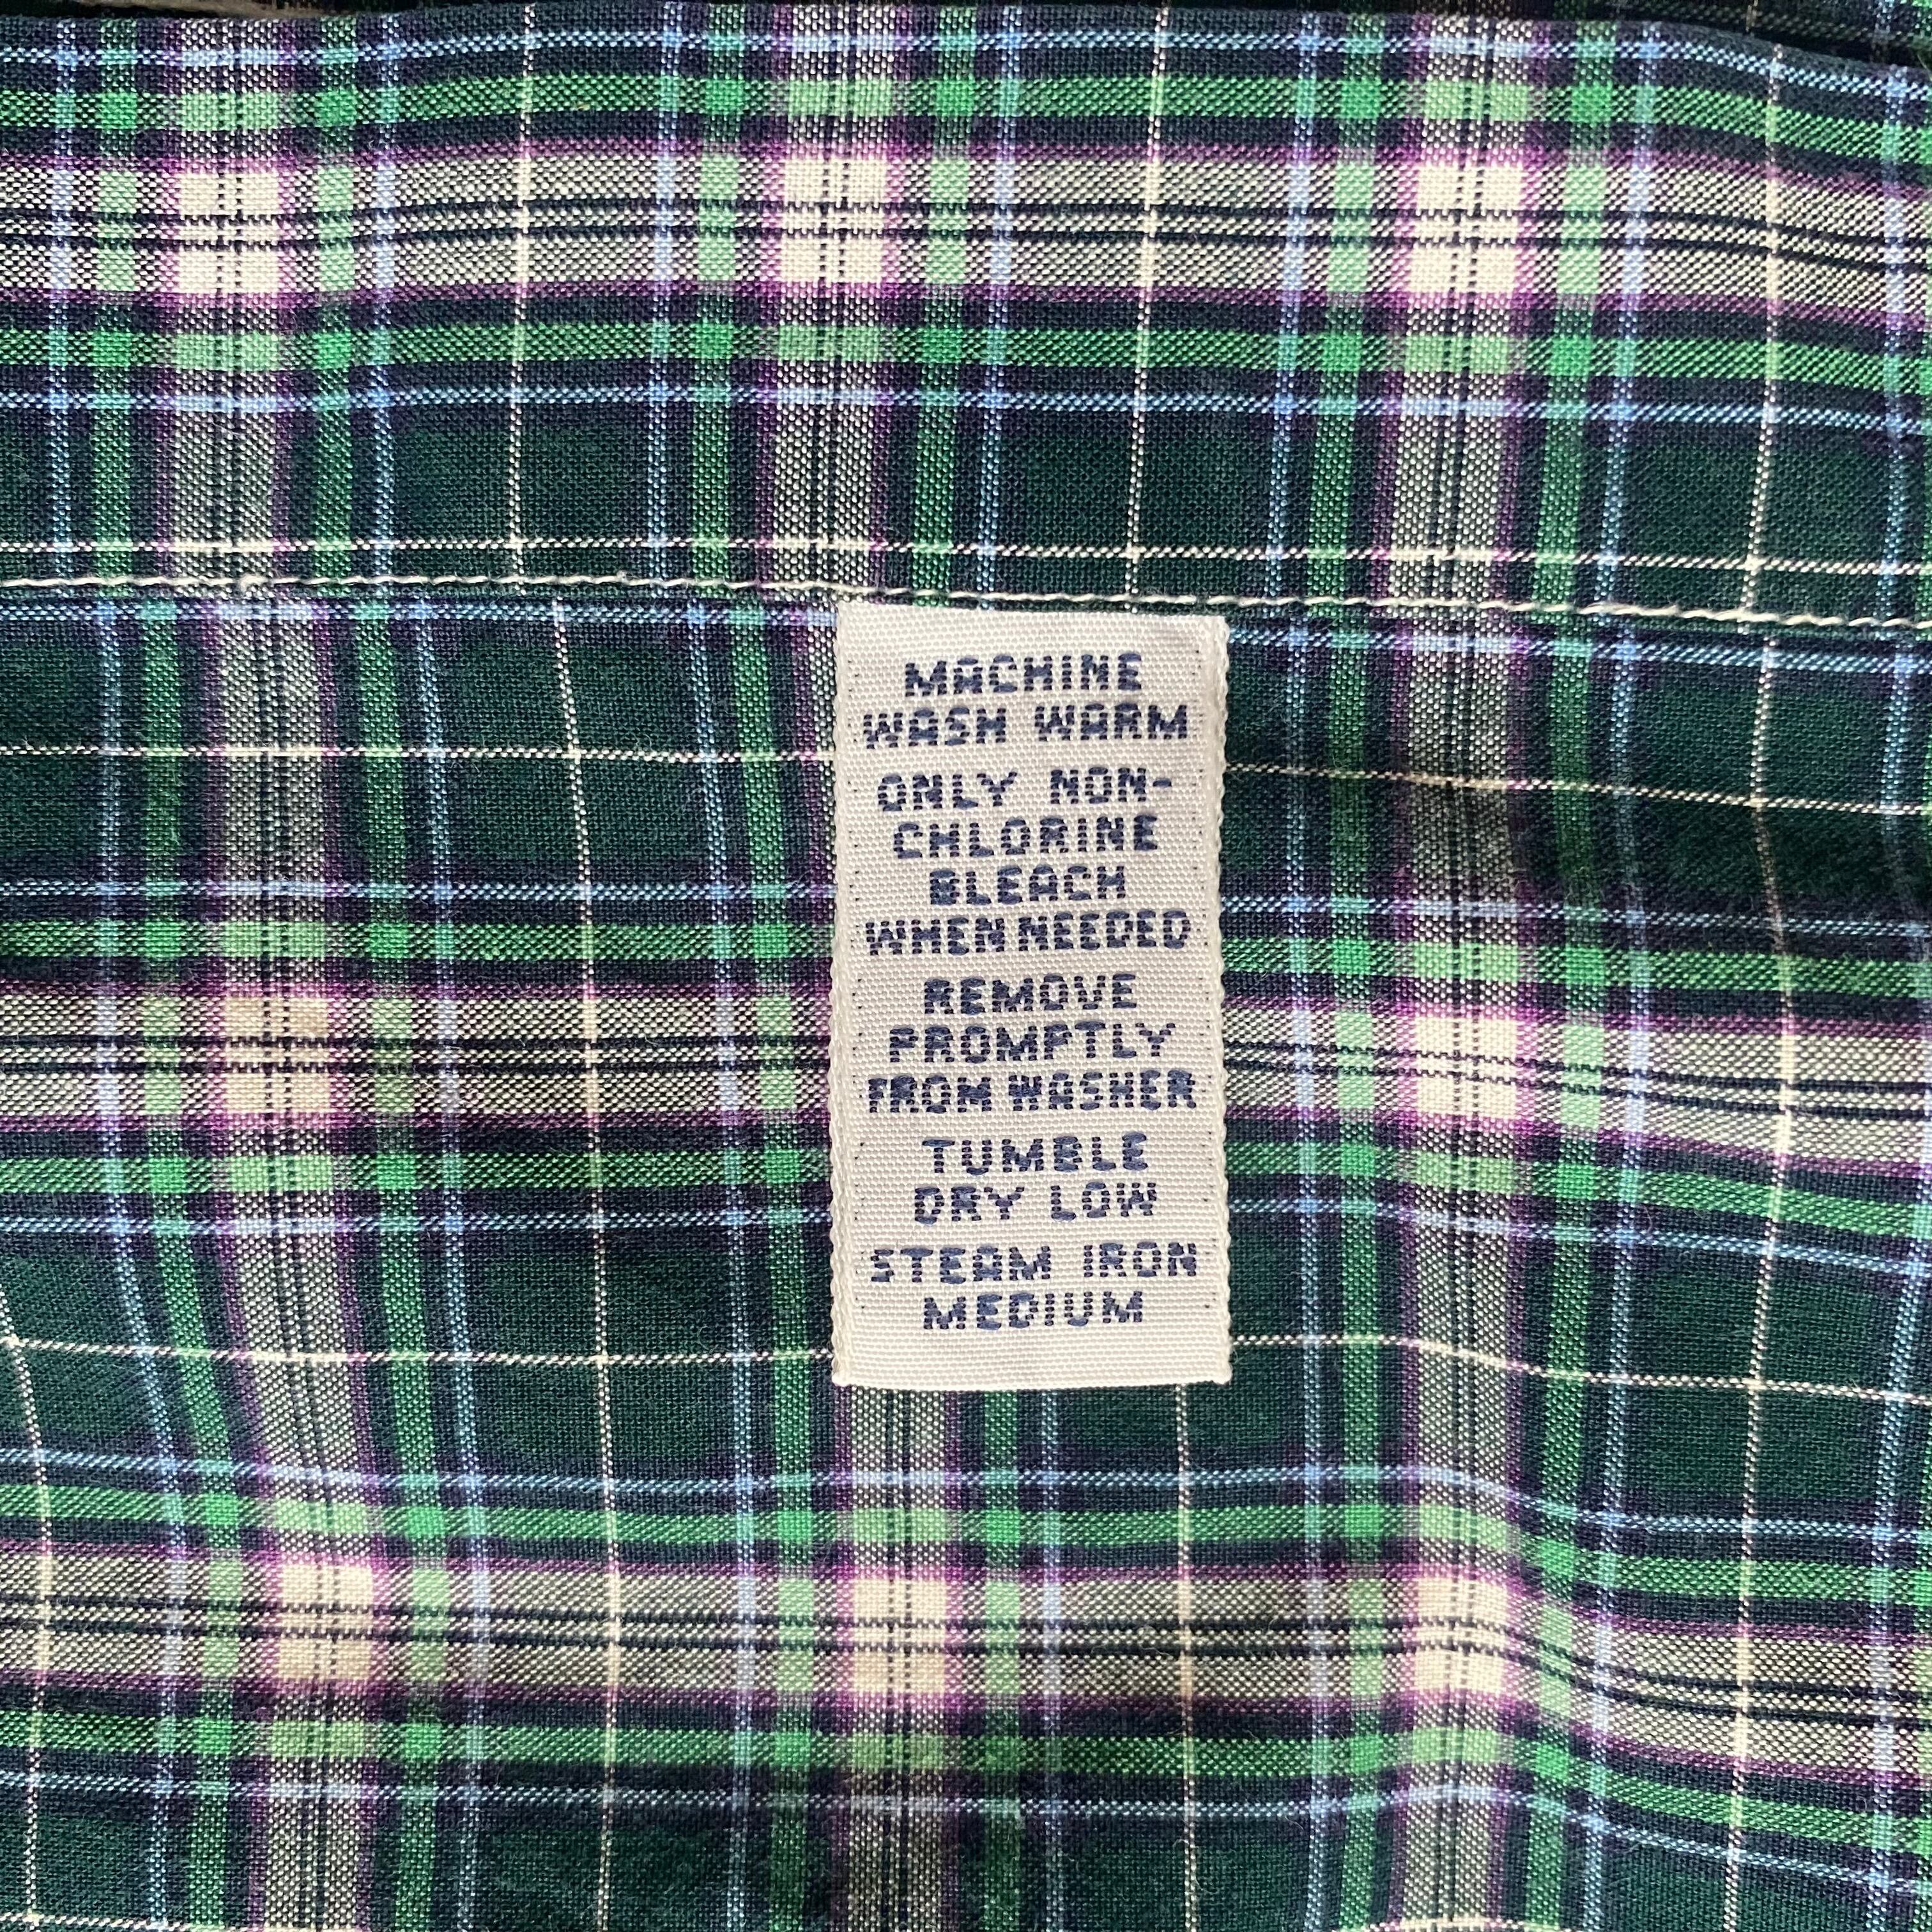 MACHINE
WASH WARM
ONLY NON-
CHLORINE
BLEACH
WHEN NEEDED
REMOVE
PROMPTLY
FROM WASHER
TUMBLE
DRY LOW
STEAM IRON
MEDIUM